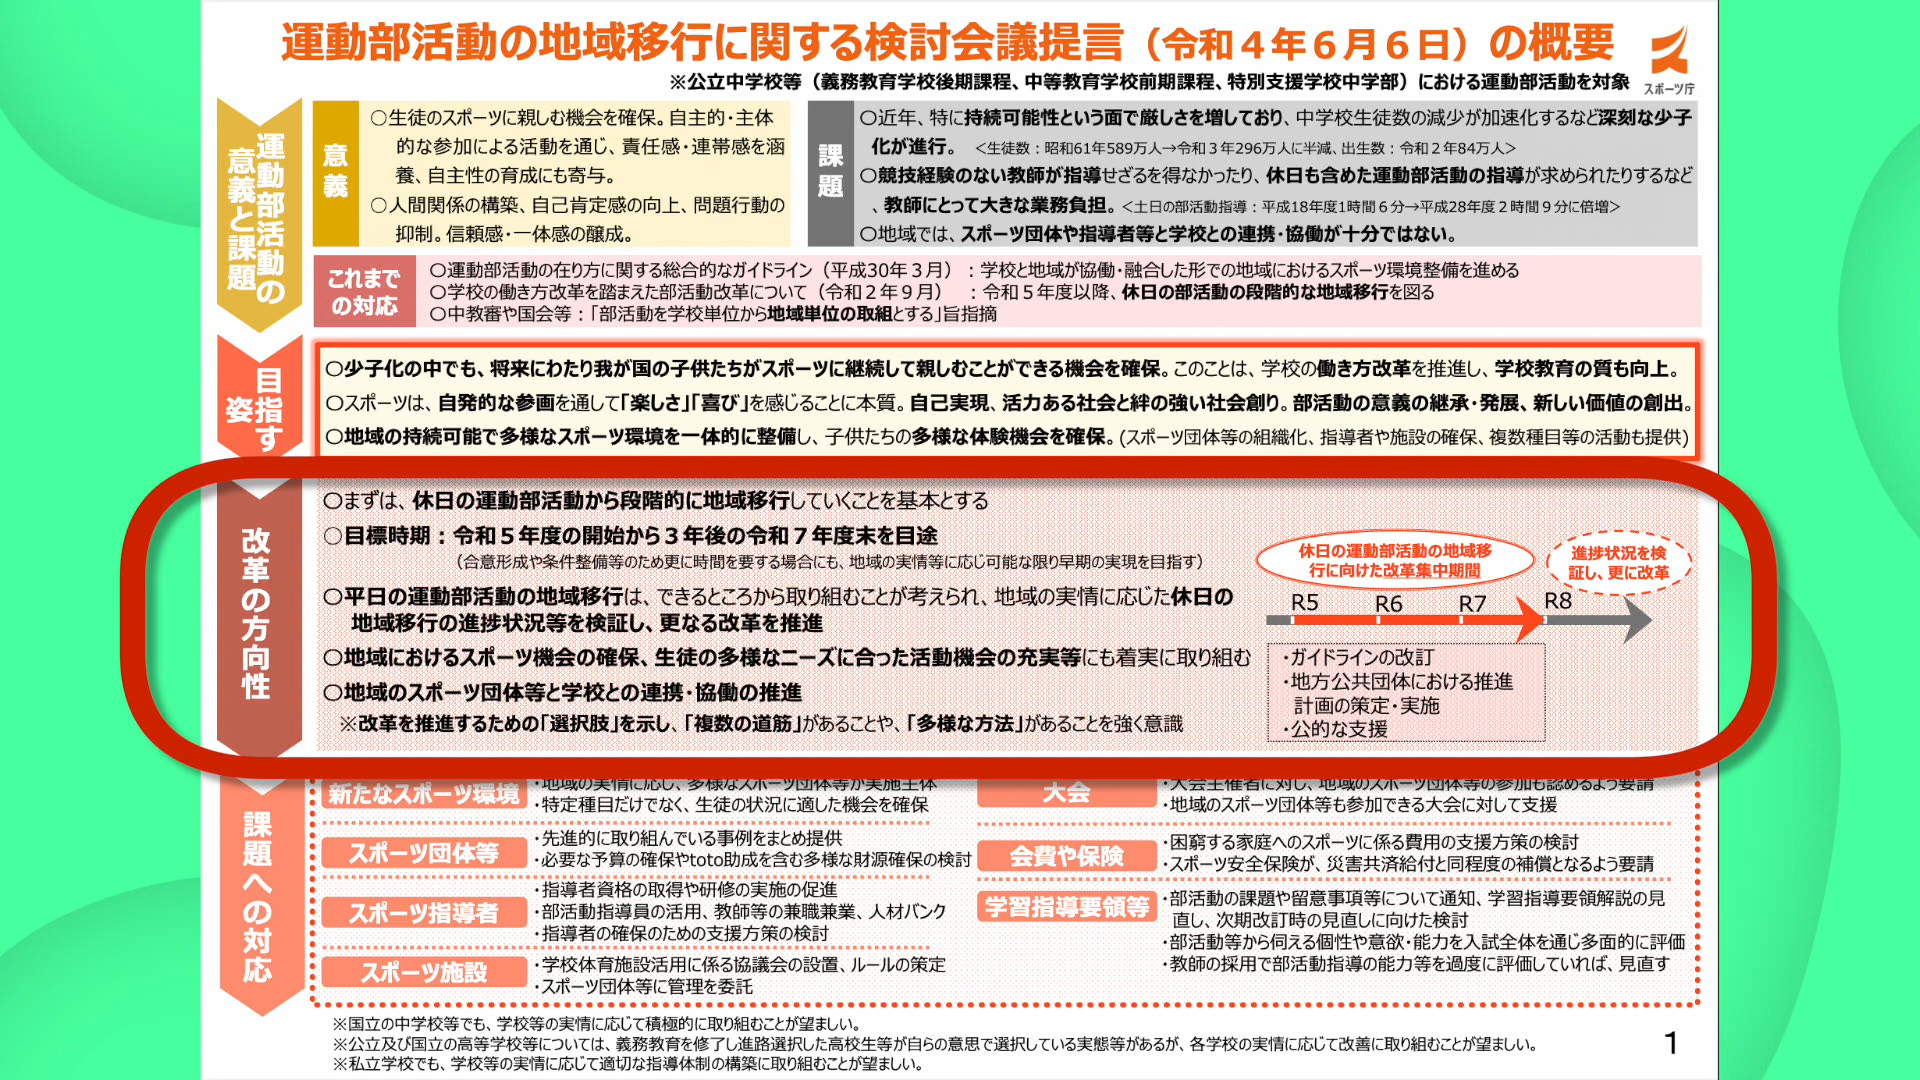 運動部活動の地域移行に関する検討会議提言（令和４年６月６日）の概要
※公立中学校等（義務教育学校後期課程、中等教育学校前期課程、特別支援学校中学部）における運動部活動を対象
スポーツ庁
運動部活動の
意義と課題
意義
○生徒のスポーツに親しむ機会を確保。自主的・主体
的な参加による活動を通じ、責任感・連帯感を涵
養、自主性の育成にも寄与。
○人間関係の構築、自己肯定感の向上、問題行動の
抑制。信頼感・一体感の醸成。
課題
○近年、特に持続可能性という面で厳しさを増しており、中学校生徒数の減少が加速化するなど深刻な少子
化が進行。 ＜生徒数：昭和61年589万人→令和３年296万人に半減、出生数：令和２年84万人＞
○競技経験のない教師が指導せざるを得なかったり、休日も含めた運動部活動の指導が求められたりするなど
、教師にとって大きな業務負担。＜土日の部活動指導：平成18年度1時間６分→平成28年度２時間９分に倍増＞
○地域では、スポーツ団体や指導者等と学校との連携・協働が十分ではない。
これまで
の対応
○運動部活動の在り方に関する総合的なガイドライン（平成30年３月）：学校と地域が協働・融合した形での地域におけるスポーツ環境整備を進める
○学校の働き方改革を踏まえた部活動改革について（令和２年９月） ：令和５年度以降、休日の部活動の段階的な地域移行を図る
○中教審や国会等：「部活動を学校単位から地域単位の取組とする」旨指摘
目指す
姿
○少子化の中でも、将来にわたり我が国の子供たちがスポーツに継続して親しむことができる機会を確保。このことは、学校の働き方改革を推進し、学校教育の質も向上。
○スポーツは、自発的な参画を通して「楽しさ」「喜び」を感じることに本質。自己実現、活力ある社会と絆の強い社会創り。部活動の意義の継承・発展、新しい価値の創出。
○地域の持続可能で多様なスポーツ環境を一体的に整備し、子供たちの多様な体験機会を確保。(スポーツ団体等の組織化、指導者や施設の確保、複数種目等の活動も提供)
改革の方向性
○まずは、休日の運動部活動から段階的に地域移行していくことを基本とする
○目標時期：令和５年度の開始から３年後の令和７年度末を目途
（合意形成や条件整備等のため更に時間を要する場合にも、地域の実情等に応じ可能な限り早期の実現を目指す）
○平日の運動部活動の地域移行は、できるところから取り組むことが考えられ、地域の実情に応じた休日の
地域移行の進捗状況等を検証し、更なる改革を推進
○地域におけるスポーツ機会の確保、生徒の多様なニーズに合った活動機会の充実等にも着実に取り組む
○地域のスポーツ団体等と学校との連携・協働の推進
※改革を推進するための「選択肢」を示し、「複数の道筋」があることや、「多様な方法」があることを強く意識
休日の運動部活動の地域移
行に向けた改革集中期間
進捗状況を検
証し、更に改革
R5 R6 R7 R8
・ガイドラインの改訂
・地方公共団体における推進
計画の策定・実施
・公的な支援
課題への対応
新たなスポーツ環境
・地域の実情に応じ、多様なスポーツ団体等が実施主体
・特定種目だけでなく、生徒の状況に適した機会を確保
スポーツ団体等
・先進的に取り組んでいる事例をまとめ提供
・必要な予算の確保やtoto助成を含む多様な財源確保の検討
スポーツ指導者
・指導者資格の取得や研修の実施の促進
・部活動指導員の活用、教師等の兼職兼業、人材バンク
・指導者の確保のための支援方策の検討
スポーツ施設
・学校体育施設活用に係る協議会の設置、ルールの策定
・スポーツ団体等に管理を委託
大会
・大会主催者に対し、地域のスポーツ団体等の参加も認めるよう要請
・地域のスポーツ団体等も参加できる大会に対して支援
会費や保険
・困窮する家庭へのスポーツに係る費用の支援方策の検討
・スポーツ安全保険が、災害共済給付と同程度の補償となるよう要請
学習指導要領等
・部活動の課題や留意事項等について通知、学習指導要領解説の見
直し、次期改訂時の見直しに向けた検討
・部活動等から伺える個性や意欲・能力を入試全体を通じ多面的に評価
・教師の採用で部活動指導の能力等を過度に評価していれば、見直す
※国立の中学校等でも、学校等の実情に応じて積極的に取り組むことが望ましい。
※公立及び国立の高等学校等については、義務教育を修了し進路選択した高校生等が自らの意思で選択している実態等があるが、各学校の実情に応じて改善に取り組むことが望ましい。
※私立学校でも、学校等の実情に応じて適切な指導体制の構築に取り組むことが望ましい。
1